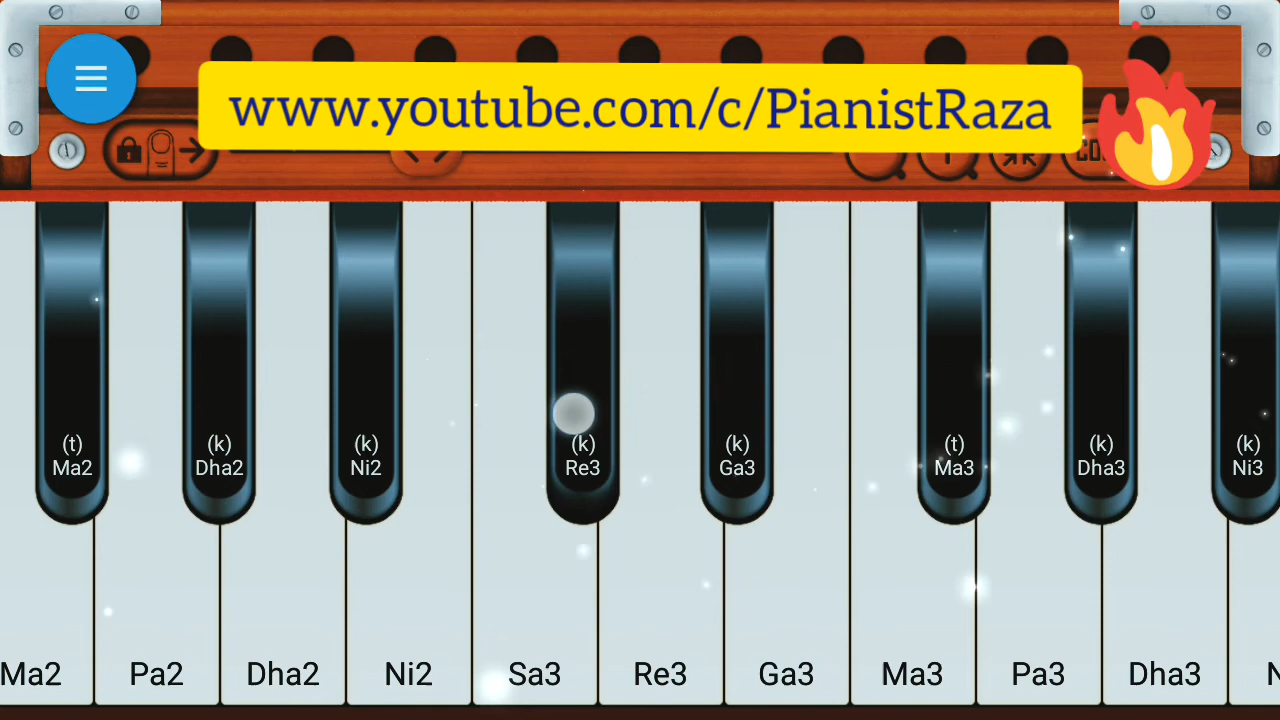 www.youtube.com/c/PianistRaza
(t)
Ma2
(k)
Dha2
(k)
Ni2
(k)
Re3
(k)
Ga3
(t)
Ma3
(k)
Dha3
(k)
Ni3
Ma2
Pa2
Dha2
Ni2
Sa3
Re3
Ga3
Ma3
Pa3
Dha3